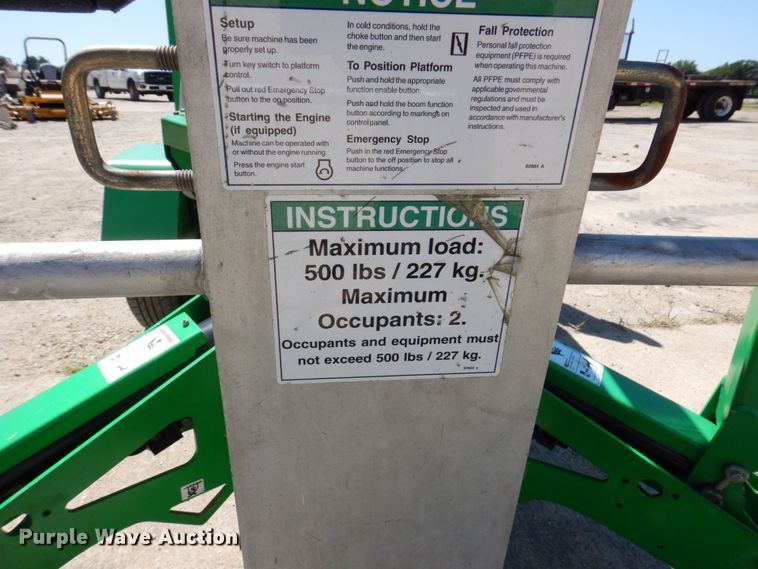 NOTICE
Setup
Be sure machine has been
properly set up.
Turn key switch to platform
control.
Pull out red Emergency Stop
button to the on position.
Starting the Engine
(if equipped)
Machine can be operated with
or without the engine running.
Press the engine start
button.
In cold conditions, hold the
choke button and then start
the engine.
To Position Platform
Push and hold the appropriate
function enable button.
Push and hold the boom function
button according to markings on
control panel.
Emergency Stop
Push in the red Emergency Stop
button to the off position to stop all
machine functions.
Fall Protection
Personal fall protection
equipment (PFPE) is required
when operating this machine.
All PFPE must comply with
applicable governmental
regulations and must be
inspected and used in
accordance with manufacturer's
instructions.
82864 A
INSTRUCTIONS
Maximum load:
500 lbs / 227 kg.
Maximum
Occupants: 2.
Occupants and equipment must
not exceed 500 lbs / 227 kg.
Purple Wave Auction